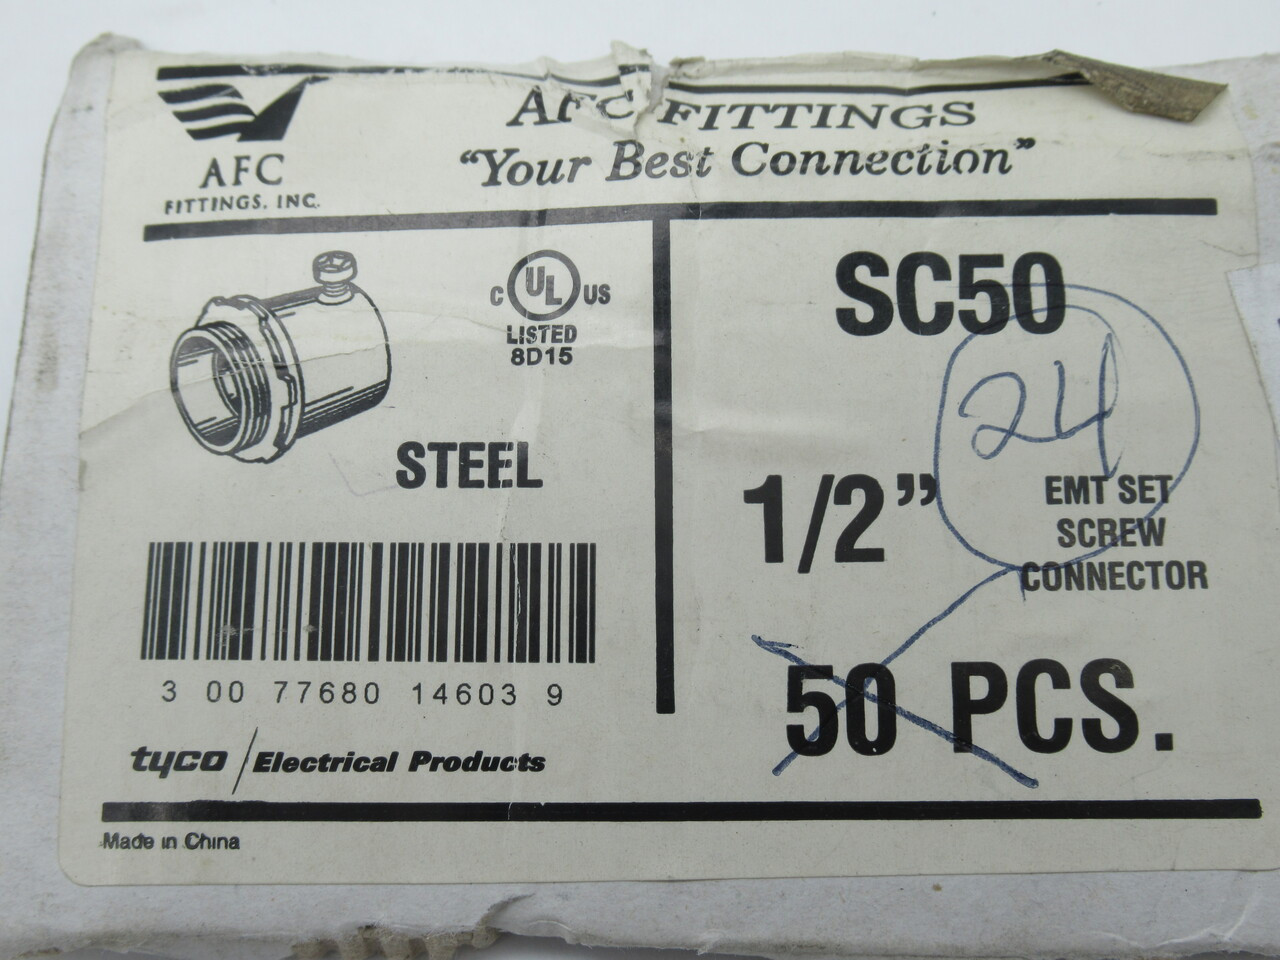 AFC
FITTINGS, INC.
AFC FITTINGS
"Your Best Connection"
C UL US
LISTED
8D15
STEEL
3 00 77680 14603 9
tyco / Electrical Products
SC50
24
1/2"
EMT SET
SCREW
CONNECTOR
50 PCS.
Made in China